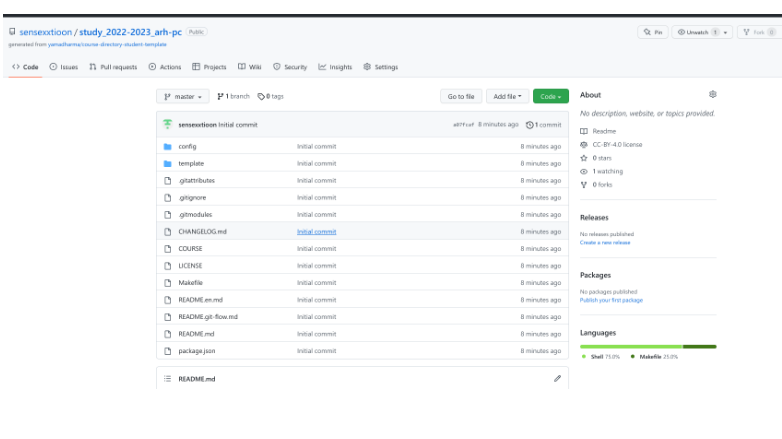 sensexxtioon / study_2022-2023_arh-pc Public
Pin Unwatch 1 Fork 0
generated from yamadharma/course-directory-student-template
Code Issues Pull requests Actions Projects Wiki Security Insights Settings
master 1 branch 0 tags Go to file Add file Code
sensexxtioon Initial commit 8 minutes ago 1 commit
config Initial commit 8 minutes ago
template Initial commit 8 minutes ago
.gitattributes Initial commit 8 minutes ago
.gitignore Initial commit 8 minutes ago
.gitmodules Initial commit 8 minutes ago
CHANGELOG.md Initial commit 8 minutes ago
COURSE Initial commit 8 minutes ago
LICENSE Initial commit 8 minutes ago
Makefile Initial commit 8 minutes ago
README.en.md Initial commit 8 minutes ago
README.git-flow.md Initial commit 8 minutes ago
README.md Initial commit 8 minutes ago
package.json Initial commit 8 minutes ago
README.md
About
No description, website, or topics provided.
Readme
CC-BY-4.0 license
0 stars
1 watching
0 forks
Releases
No releases published
Create a new release
Packages
No packages published
Publish your first package
Languages
Shell 75.0% Makefile 25.0%